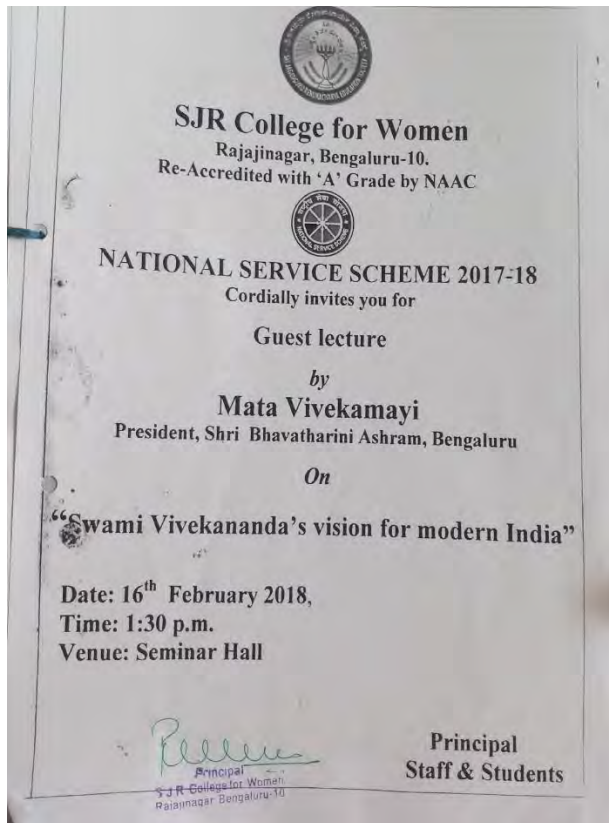 SJR College for Women
Rajajinagar, Bengaluru-10.
Re-Accredited with ‘A’ Grade by NAAC
NATIONAL SERVICE SCHEME
NATIONAL SERVICE SCHEME 2017-18
Cordially invites you for
Guest lecture
by
Mata Vivekamayi
President, Shri Bhavatharini Ashram, Bengaluru
On
“Swami Vivekananda’s vision for modern India”
Date: 16th February 2018,
Time: 1:30 p.m.
Venue: Seminar Hall
Principal
Staff & Students
Principal
S J R College for Women
Rajajinagar Bengaluru-10